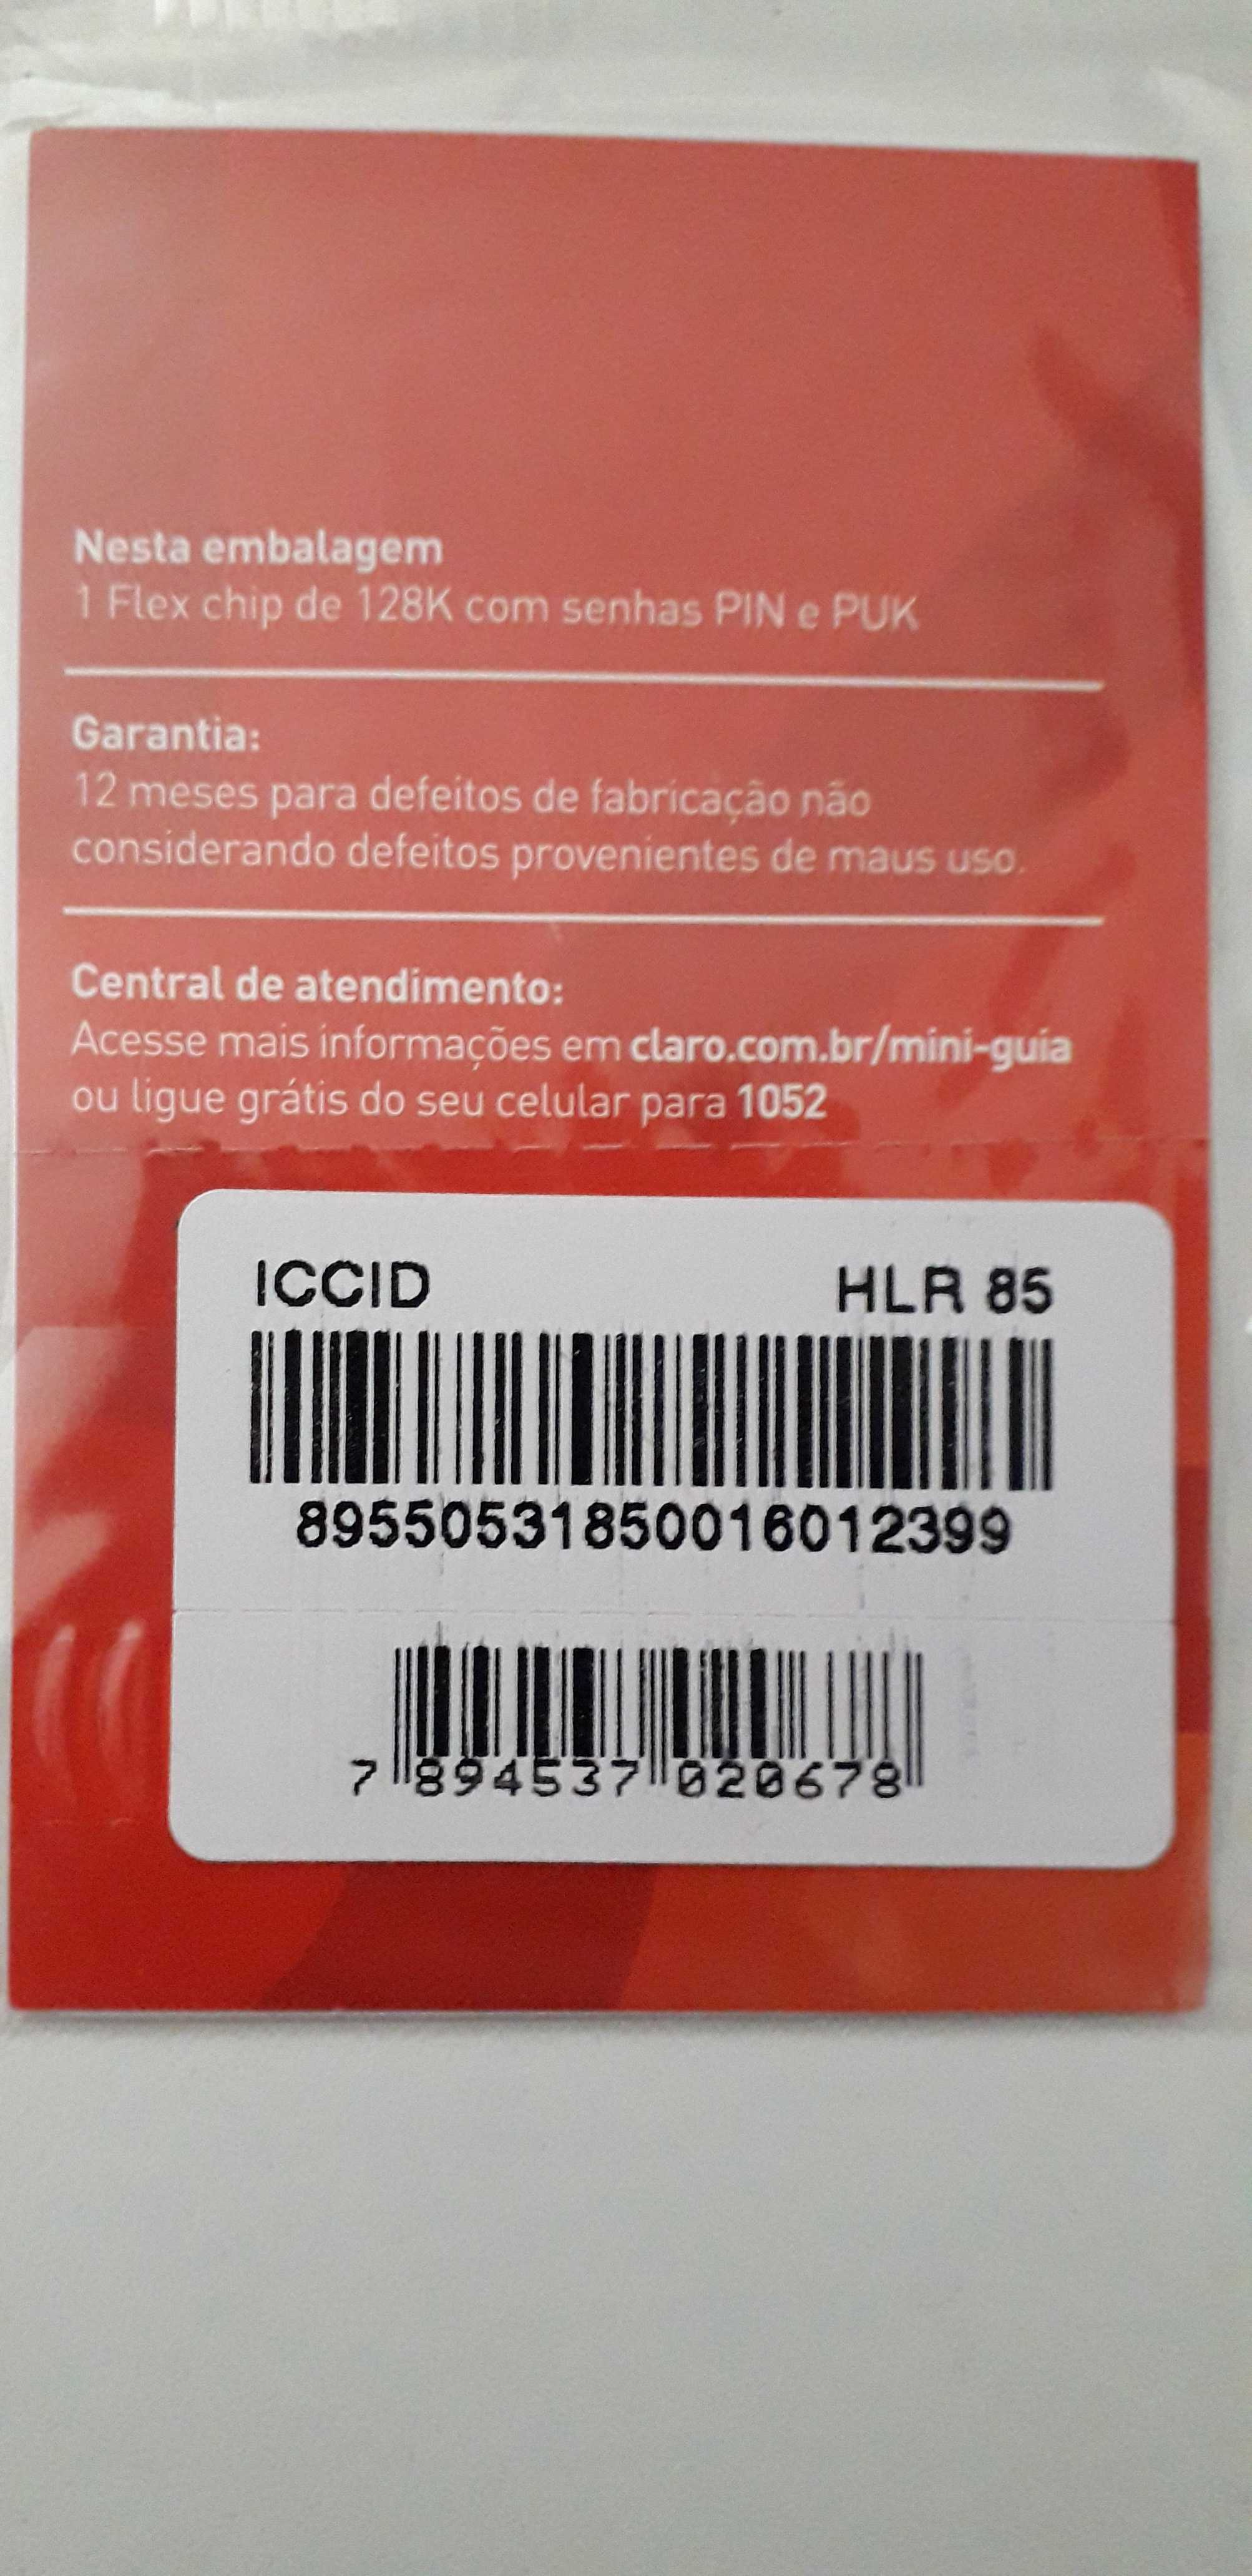 Nesta embalagem
1 Flex chip de 128K com senhas PIN e PUK
Garantia:
12 meses para defeitos de fabricação não
considerando defeitos provenientes de maus uso.
Central de atendimento:
Acesse mais informações em claro.com.br/mini-guia
ou ligue grátis do seu celular para 1052
ICCID HLR 85
89550531850016012399
7 894537 020678